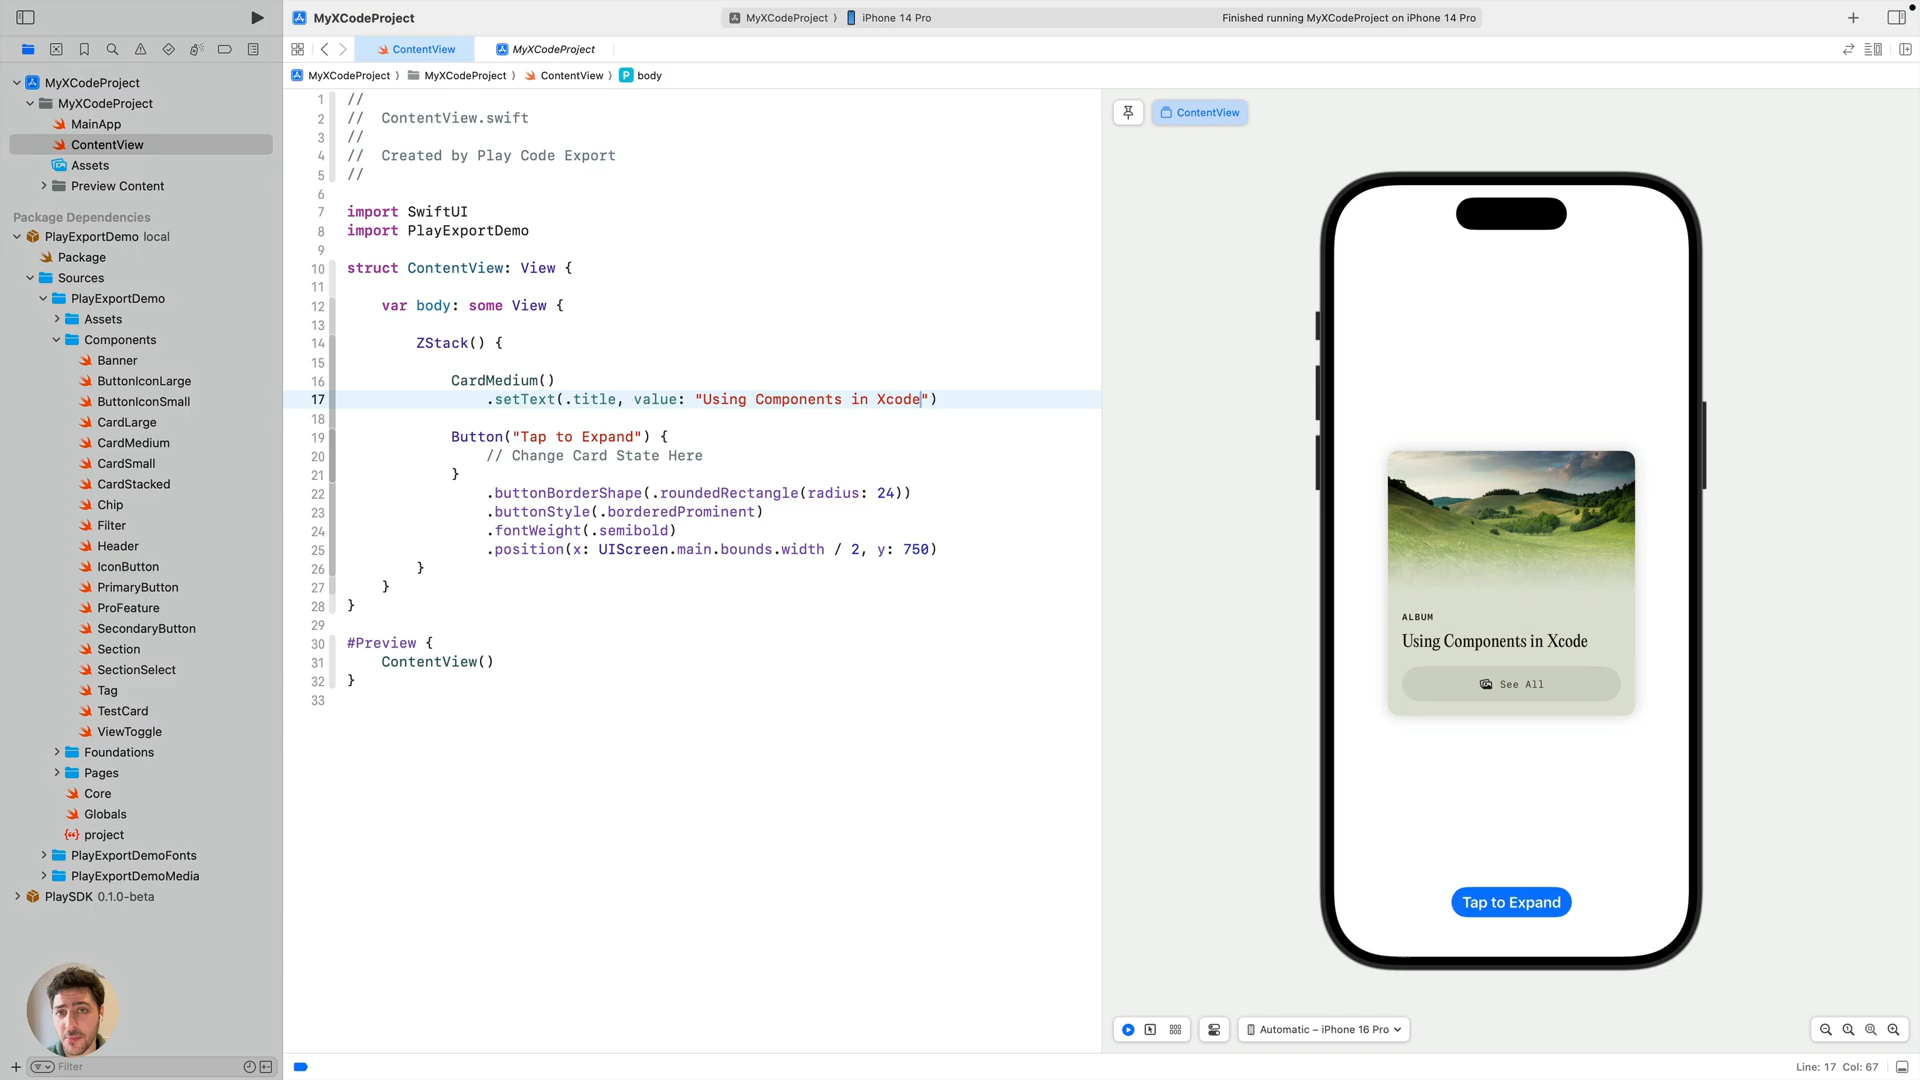 MyXCodeProject
MyXCodeProject ⟩ iPhone 14 Pro
Finished running MyXCodeProject on iPhone 14 Pro
ContentView
MyXCodeProject
MyXCodeProject ⟩ MyXCodeProject ⟩ ContentView ⟩ P body
MyXCodeProject
MyXCodeProject
MainApp
ContentView
Assets
Preview Content
Package Dependencies
PlayExportDemo local
Package
Sources
PlayExportDemo
Assets
Components
Banner
ButtonIconLarge
ButtonIconSmall
CardLarge
CardMedium
CardSmall
CardStacked
Chip
Filter
Header
IconButton
PrimaryButton
ProFeature
SecondaryButton
Section
SectionSelect
Tag
TestCard
ViewToggle
Foundations
Pages
Core
Globals
project
PlayExportDemoFonts
PlayExportDemoMedia
PlaySDK 0.1.0-beta
Filter
1 //
2 //  ContentView.swift
3 //
4 //  Created by Play Code Export
5 //
6
7 import SwiftUI
8 import PlayExportDemo
9
10 struct ContentView: View {
11
12     var body: some View {
13
14         ZStack() {
15
16             CardMedium()
17                 .setText(.title, value: "Using Components in Xcode")
18
19             Button("Tap to Expand") {
20                 // Change Card State Here
21             }
22                 .buttonBorderShape(.roundedRectangle(radius: 24))
23                 .buttonStyle(.borderedProminent)
24                 .fontWeight(.semibold)
25                 .position(x: UIScreen.main.bounds.width / 2, y: 750)
26         }
27     }
28 }
29
30 #Preview {
31     ContentView()
32 }
33
ContentView
ALBUM
Using Components in Xcode
See All
Tap to Expand
Automatic – iPhone 16 Pro
Line: 17 Col: 67